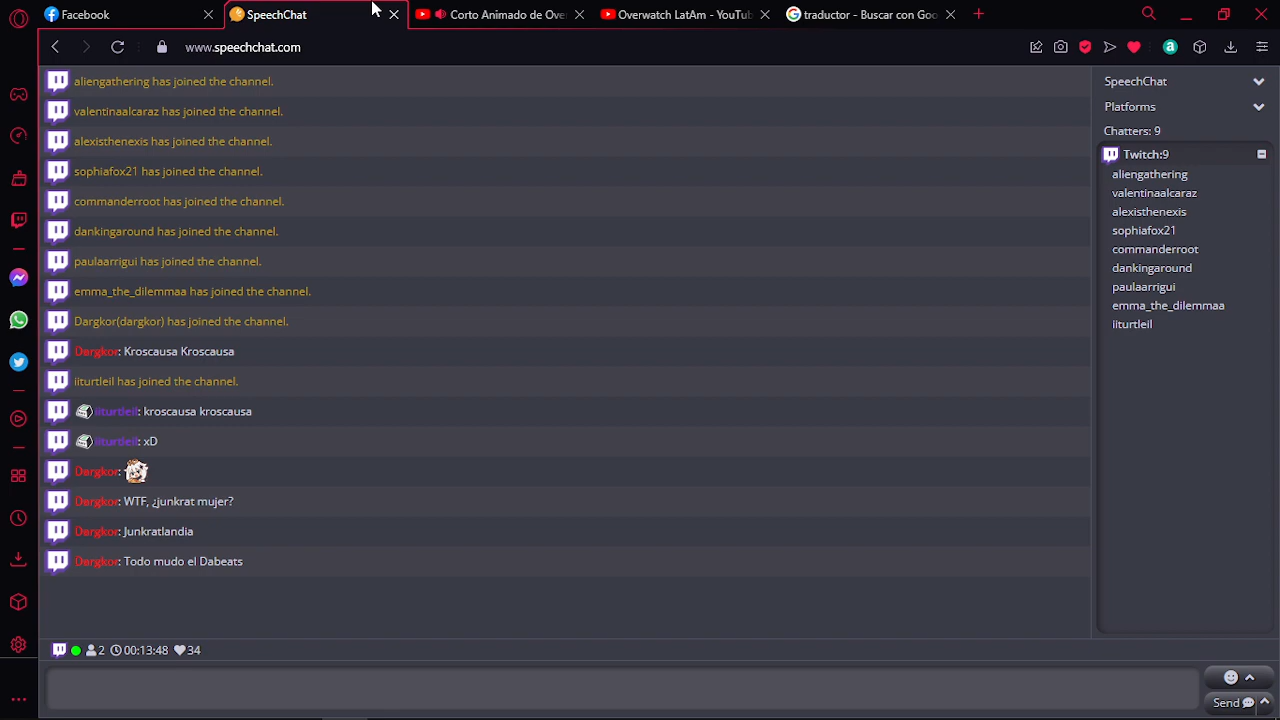 Facebook
SpeechChat
Corto Animado de Over
Overwatch LatAm - YouTub
traductor - Buscar con Goo
www.speechchat.com
aliengathering has joined the channel.
valentinaalcaraz has joined the channel.
alexisthenexis has joined the channel.
sophiafox21 has joined the channel.
commanderroot has joined the channel.
dankingaround has joined the channel.
paulaarrigui has joined the channel.
emma_the_dilemmaa has joined the channel.
Dargkor(dargkor) has joined the channel.
Dargkor: Kroscausa Kroscausa
iiturtleil has joined the channel.
iiturtleil: kroscausa kroscausa
iiturtleil: xD
Dargkor:
Dargkor: WTF, ¿junkrat mujer?
Dargkor: Junkratlandia
Dargkor: Todo mudo el Dabeats
2 00:13:48 34
SpeechChat
Platforms
Chatters: 9
Twitch:9
aliengathering
valentinaalcaraz
alexisthenexis
sophiafox21
commanderroot
dankingaround
paulaarrigui
emma_the_dilemmaa
iiturtleil
Send